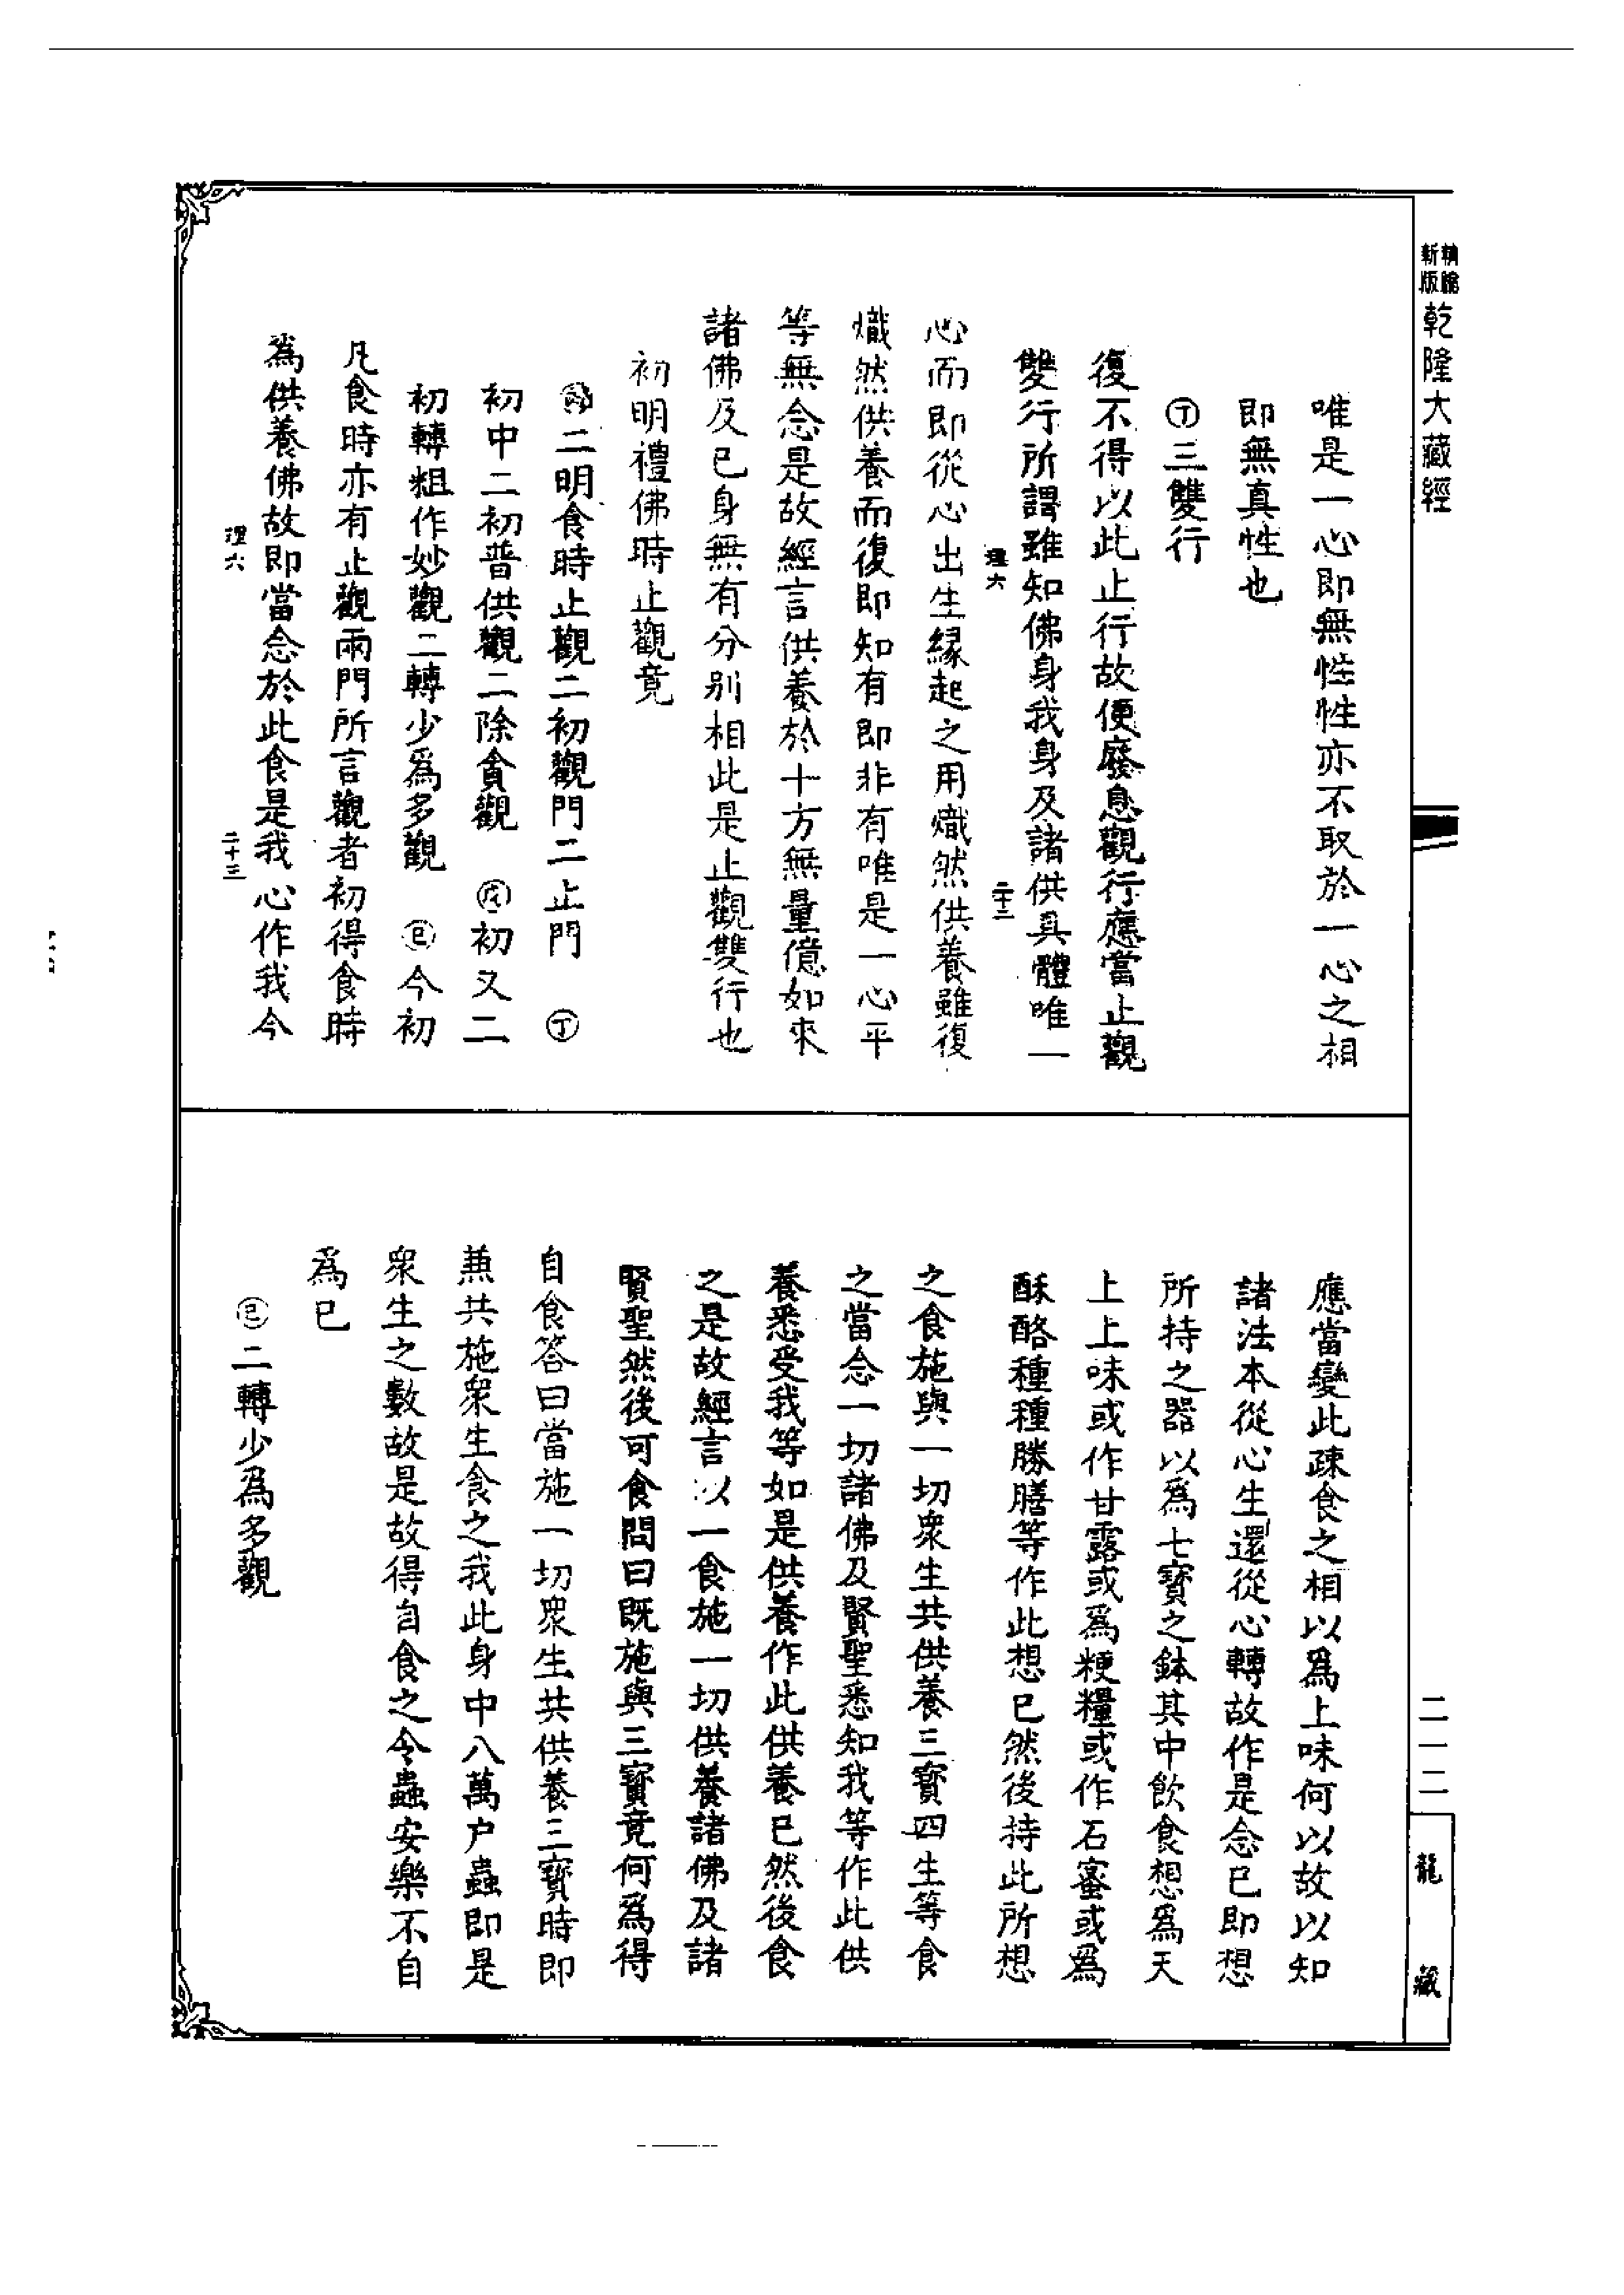 新版
乾隆大藏經
唯是一心即無性性亦不取於一心之相
即無真性也
㊀三雙行
復不得以此止行故便廢息觀行應當止觀
雙行所謂雖知佛身我身及諸供具體唯一
理六
二十二
心而即從心出生緣起之用熾然供養雖復
熾然供養而復即知有即非有唯是一心平
等無念是故經言供養於十方無量億如來
諸佛及已身無有分別相此是止觀雙行也
初明禮佛時止觀竟
二明食時止觀二初觀門二止門 丁
初中二初普供觀二除貪觀 戊初又二
初轉粗作妙觀二轉少爲多觀 已今初
凡食時亦有止觀兩門所言觀者初得食時
爲供養佛故即當念於此食是我心作我今
理六
二十三
應當變此疎食之相以爲上味何以故以知
諸法本從心生還從心轉故作是念已即想
所持之器以爲七寶之鉢其中飲食想爲天
上上味或作甘露或爲粳糧或作石蜜或爲
酥酪種種勝膳等作此想已然後持此所想
之食施與一切衆生共供養三寶四生等食
之當念一切諸佛及賢聖悉知我等作此供
養悉受我等如是供養作此供養已然後食
之是故經言以一食施一切供養諸佛及諸
賢聖然後可食問曰既施與三寶竟何爲得
自食答曰當施一切衆生共供養三寶時即
兼共施衆生食之我此身中八萬户蟲即是
衆生之數故是故得自食之令蟲安樂不自
爲已
已二轉少爲多觀
二一二
龍藏